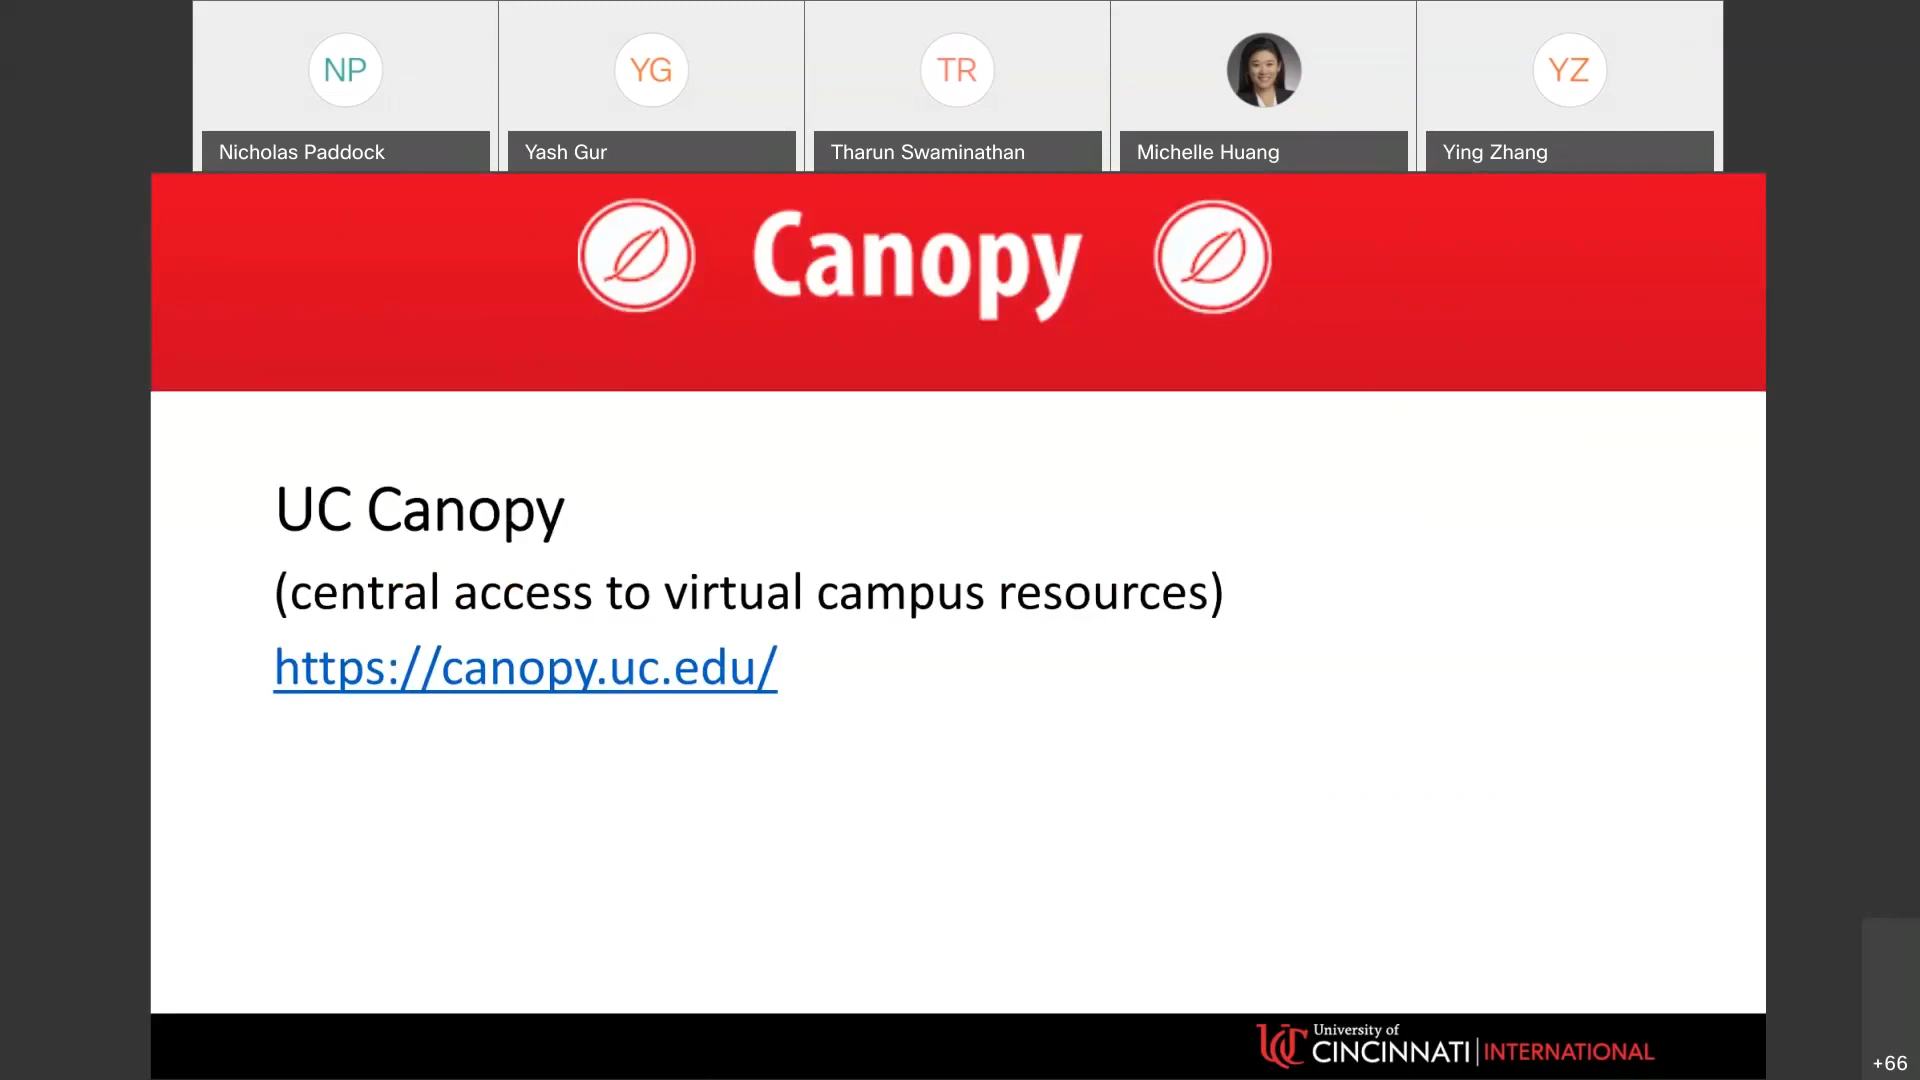 NP
YG
TR
YZ
Nicholas Paddock
Yash Gur
Tharun Swaminathan
Michelle Huang
Ying Zhang
Canopy
UC Canopy
(central access to virtual campus resources)
https://canopy.uc.edu/
UC
University of
CINCINNATI
INTERNATIONAL
+66